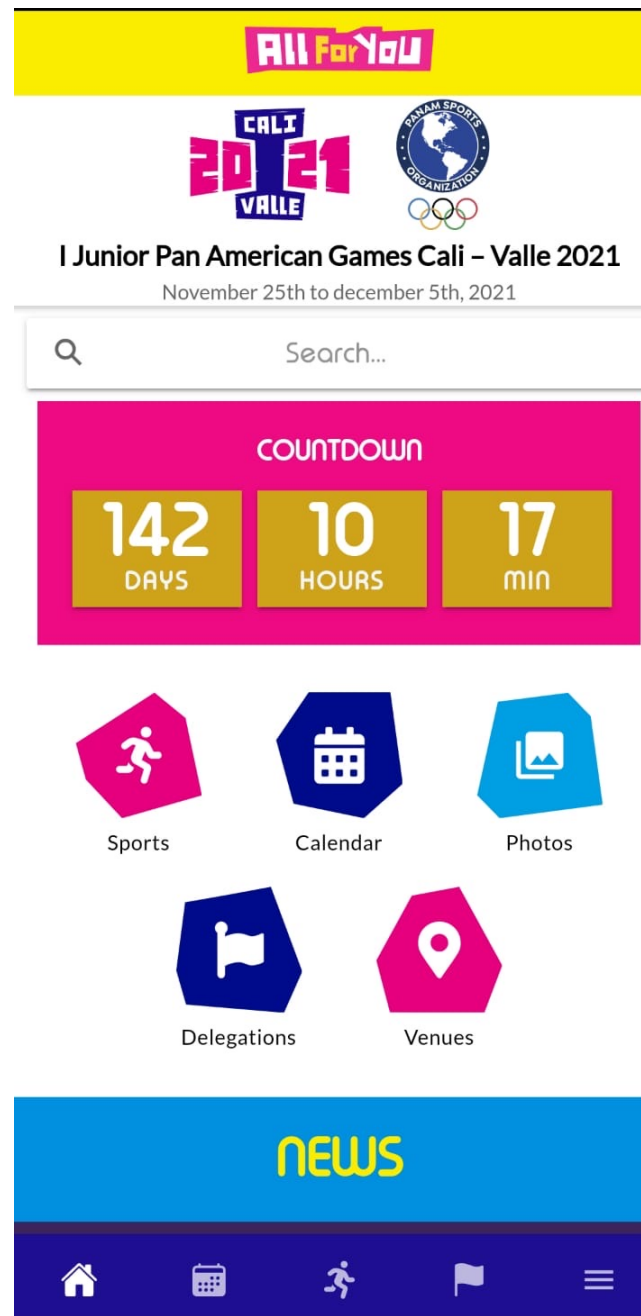 All For You
CALI
2021
VALLE
PANAM SPORTS
ORGANIZATION
I Junior Pan American Games Cali – Valle 2021
November 25th to december 5th, 2021
Search...
COUNTDOWN
142 10 17
DAYS HOURS MIN
Sports Calendar Photos
Delegations Venues
NEWS